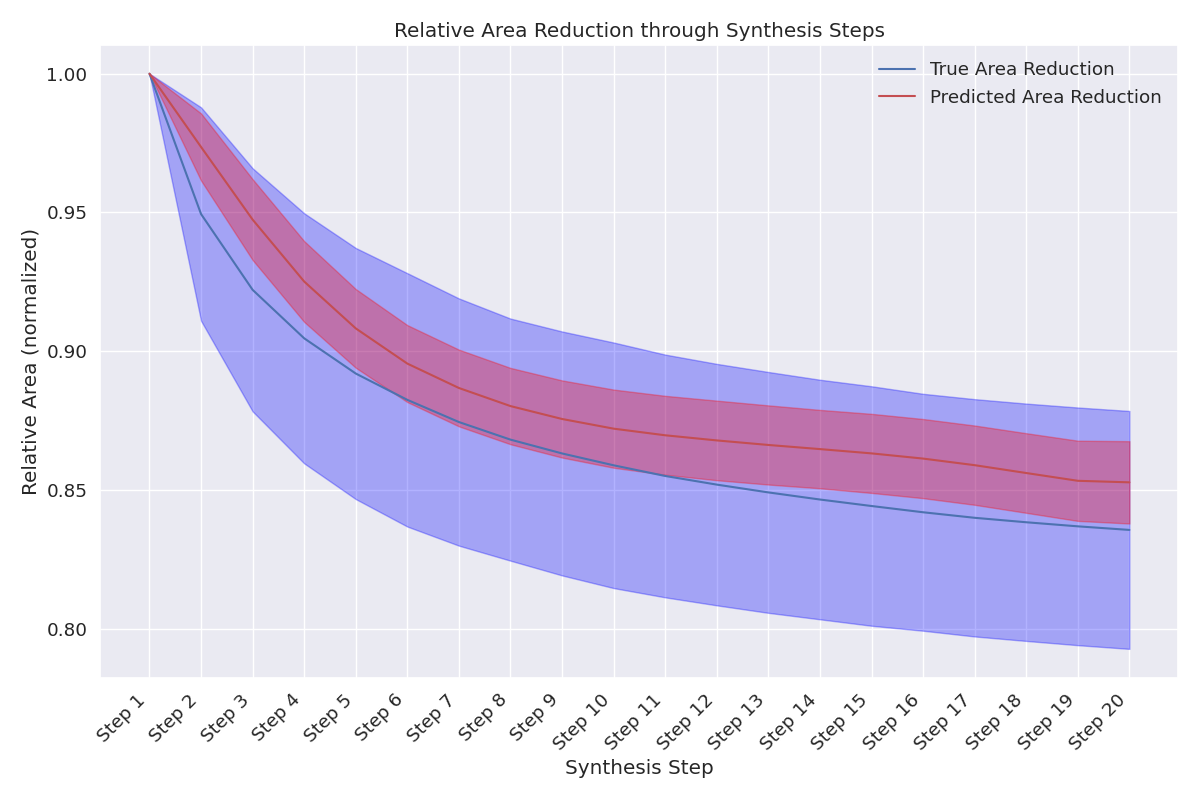 Relative Area Reduction through Synthesis Steps
True Area Reduction
Predicted Area Reduction
Relative Area (normalized)
1.00
0.95
0.90
0.85
0.80
Step 1
Step 2
Step 3
Step 4
Step 5
Step 6
Step 7
Step 8
Step 9
Step 10
Step 11
Step 12
Step 13
Step 14
Step 15
Step 16
Step 17
Step 18
Step 19
Step 20
Synthesis Step